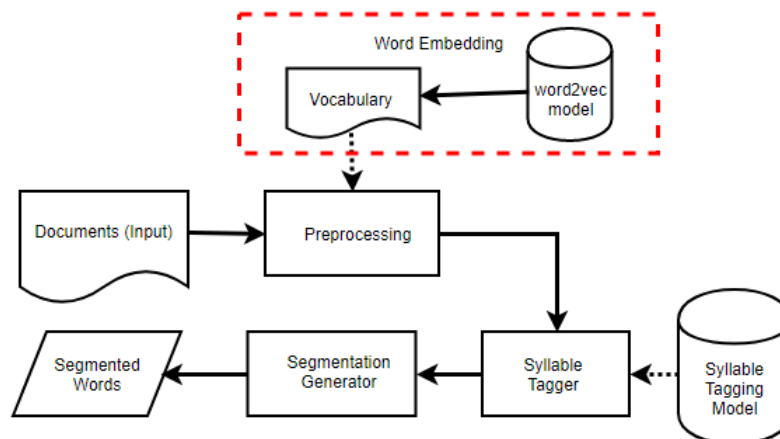 Word Embedding
Vocabulary
word2vec
model
Documents (Input)
Preprocessing
Segmented
Words
Segmentation
Generator
Syllable
Tagger
Syllable
Tagging
Model